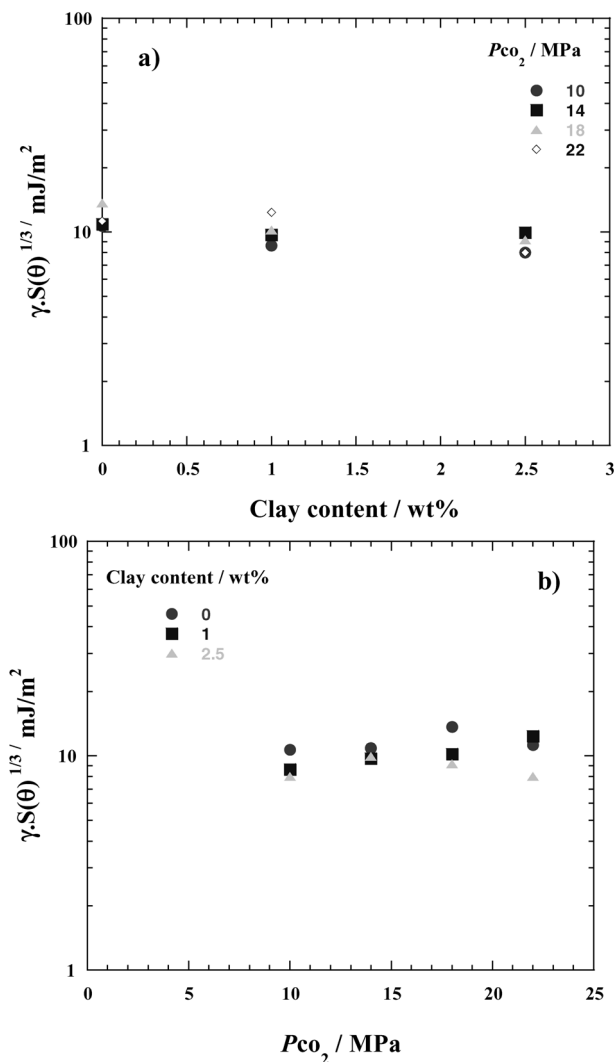 100
a)
Pco2 / MPa
10
14
18
22
10
γ.S(θ) 1/3 / mJ/m2
1
0 0.5 1 1.5 2 2.5 3
Clay content / wt%
100
Clay content / wt%
b)
0
1
2.5
γ.S(θ) 1/3 / mJ/m2
10
1
0 5 10 15 20 25
Pco2 / MPa